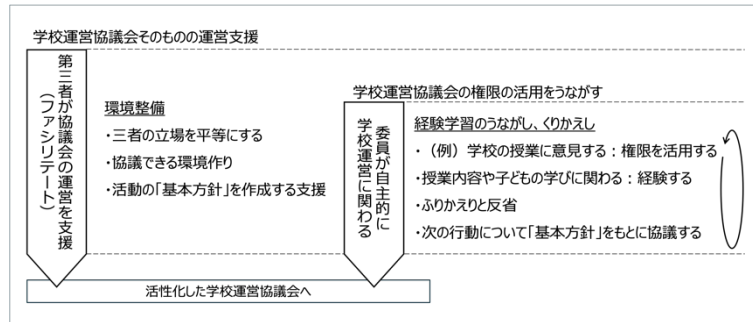 学校運営協議会そのものの運営支援
第三者が協議会の運営を支援
（ファシリテート）
環境整備
・三者の立場を平等にする
・協議できる環境作り
・活動の「基本方針」を作成する支援
学校運営協議会の権限の活用をうながす
委員が自主的に
学校運営に関わる
経験学習のうながし、くりかえし
・（例）学校の授業に意見する：権限を活用する
・授業内容や子どもの学びに関わる：経験する
・ふりかえりと反省
・次の行動について「基本方針」をもとに協議する
活性化した学校運営協議会へ